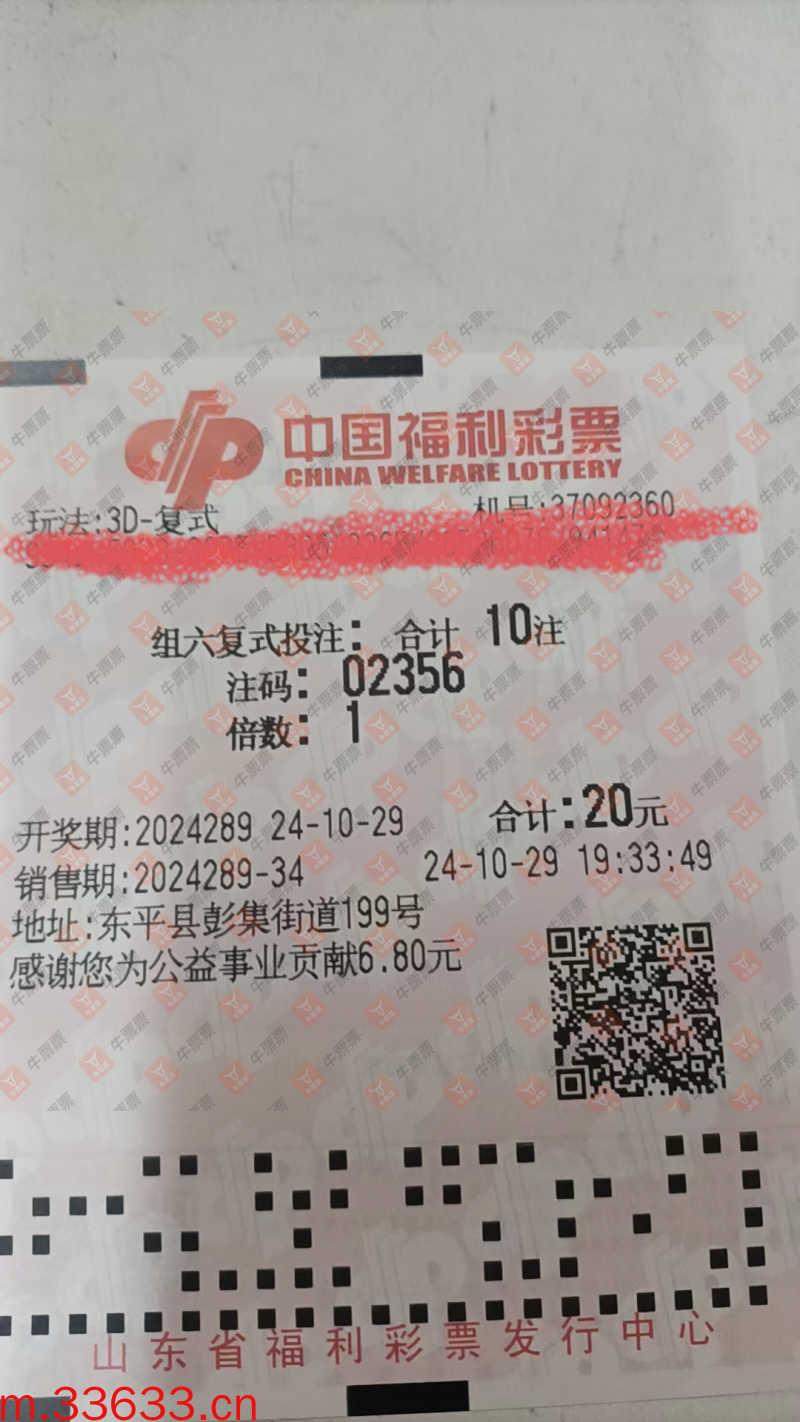 中国福利彩票
CHINA WELFARE LOTTERY
玩法:3D-复式 机号:37092360
组六复式投注: 合计 10注
注码: 02356
倍数: 1
开奖期:2024289 24-10-29 合计:20元
销售期:2024289-34 24-10-29 19:33:49
地址:东平县彭集街道199号
感谢您为公益事业贡献6.80元
山东省福利彩票发行中心
m.33633.cn
牛票票